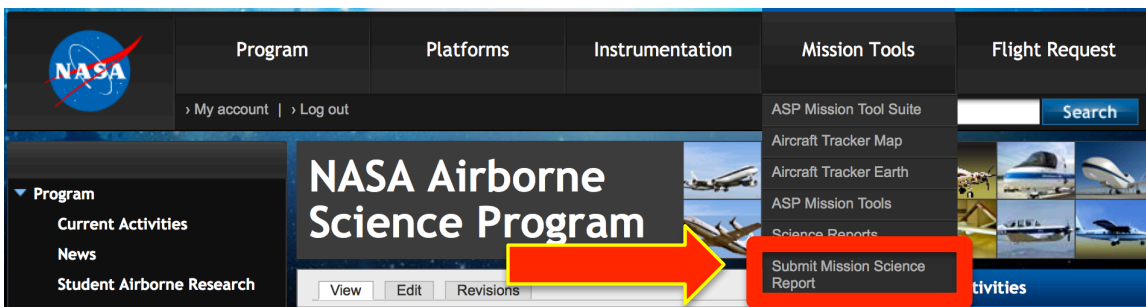 NASA
Program
Platforms
Instrumentation
Mission Tools
Flight Request
› My account | › Log out
ASP Mission Tool Suite
Search
Aircraft Tracker Map
Aircraft Tracker Earth
ASP Mission Tools
Science Reports
Submit Mission Science
Report
Program
Current Activities
News
Student Airborne Research
NASA Airborne
Science Program
View
Edit
Revisions
tivities